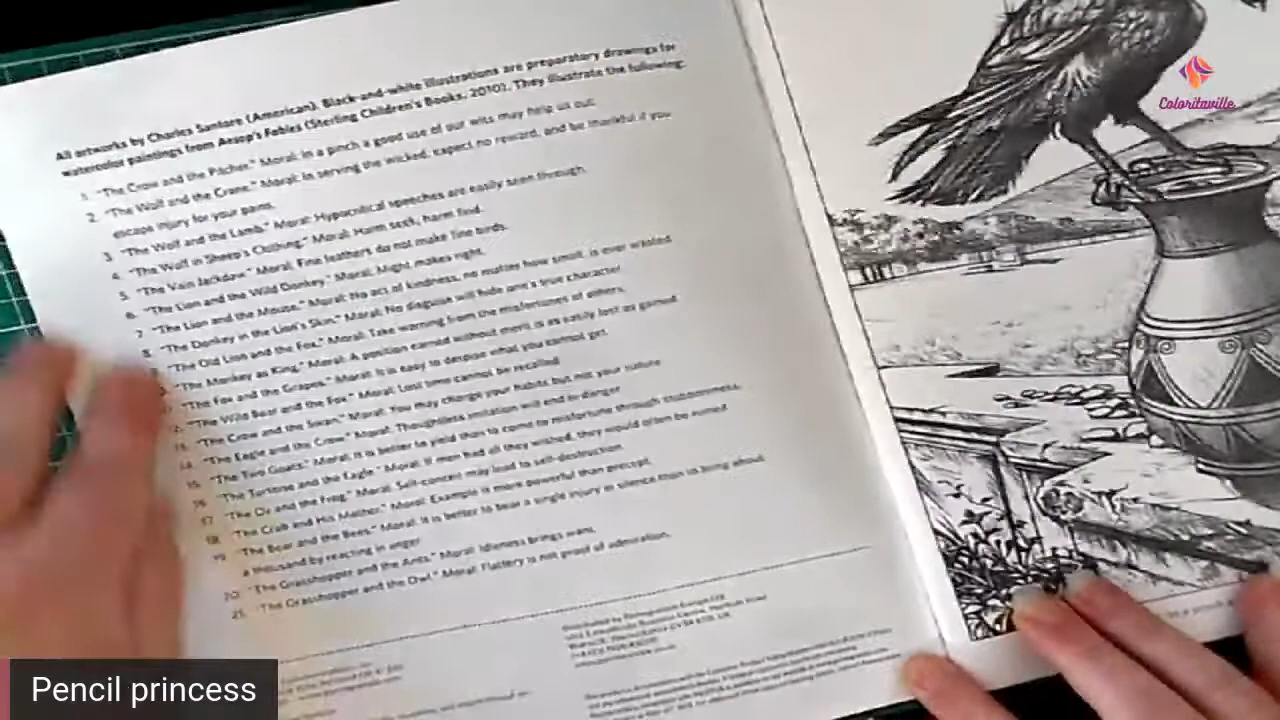 All artworks by Charles Santore (American). Black-and-white illustrations are preparatory drawings for
watercolor paintings from Aesop's Fables (Sterling Children's Books, 2010). They illustrate the following:
1. "The Crow and the Pitcher." Moral: In a pinch a good use of our wits may help us out.
2. "The Wolf and the Crane." Moral: In serving the wicked, expect no reward, and be thankful if you
escape injury for your pains.
3. "The Wolf and the Lamb." Moral: Hypocritical speeches are easily seen through.
4. "The Wolf in Sheep's Clothing." Moral: Harm seek, harm find.
5. "The Vain Jackdaw." Moral: Fine feathers do not make fine birds.
6. "The Lion and the Wild Donkey." Moral: Might makes right.
7. "The Lion and the Mouse." Moral: No act of kindness, no matter how small, is ever wasted.
8. "The Donkey in the Lion's Skin." Moral: No disguise will hide one's true character.
"The Old Lion and the Fox." Moral: Take warning from the misfortunes of others.
"The Monkey as King." Moral: A position earned without merit is as easily lost as gained.
"The Fox and the Grapes." Moral: It is easy to despise what you cannot get.
12. "The Wild Boar and the Fox." Moral: Lost time cannot be recalled.
13. "The Crow and the Swan." Moral: You may change your habits but not your nature.
14. "The Eagle and the Crow." Moral: Thoughtless imitation will end in danger.
15. "The Two Goats." Moral: It is better to yield than to come to misfortune through stubbornness.
16. "The Tortoise and the Eagle." Moral: If men had all they wished, they would often be ruined.
17. "The Ox and the Frog." Moral: Self-conceit may lead to self-destruction.
18. "The Crab and His Mother." Moral: Example is more powerful than precept.
19. "The Bear and the Bees." Moral: It is better to bear a single injury in silence than to bring about
a thousand by reacting in anger.
20. "The Grasshopper and the Ants." Moral: Idleness brings want.
21. "The Grasshopper and the Owl." Moral: Flattery is not proof of admiration.
Coloritaville
Pencil princess